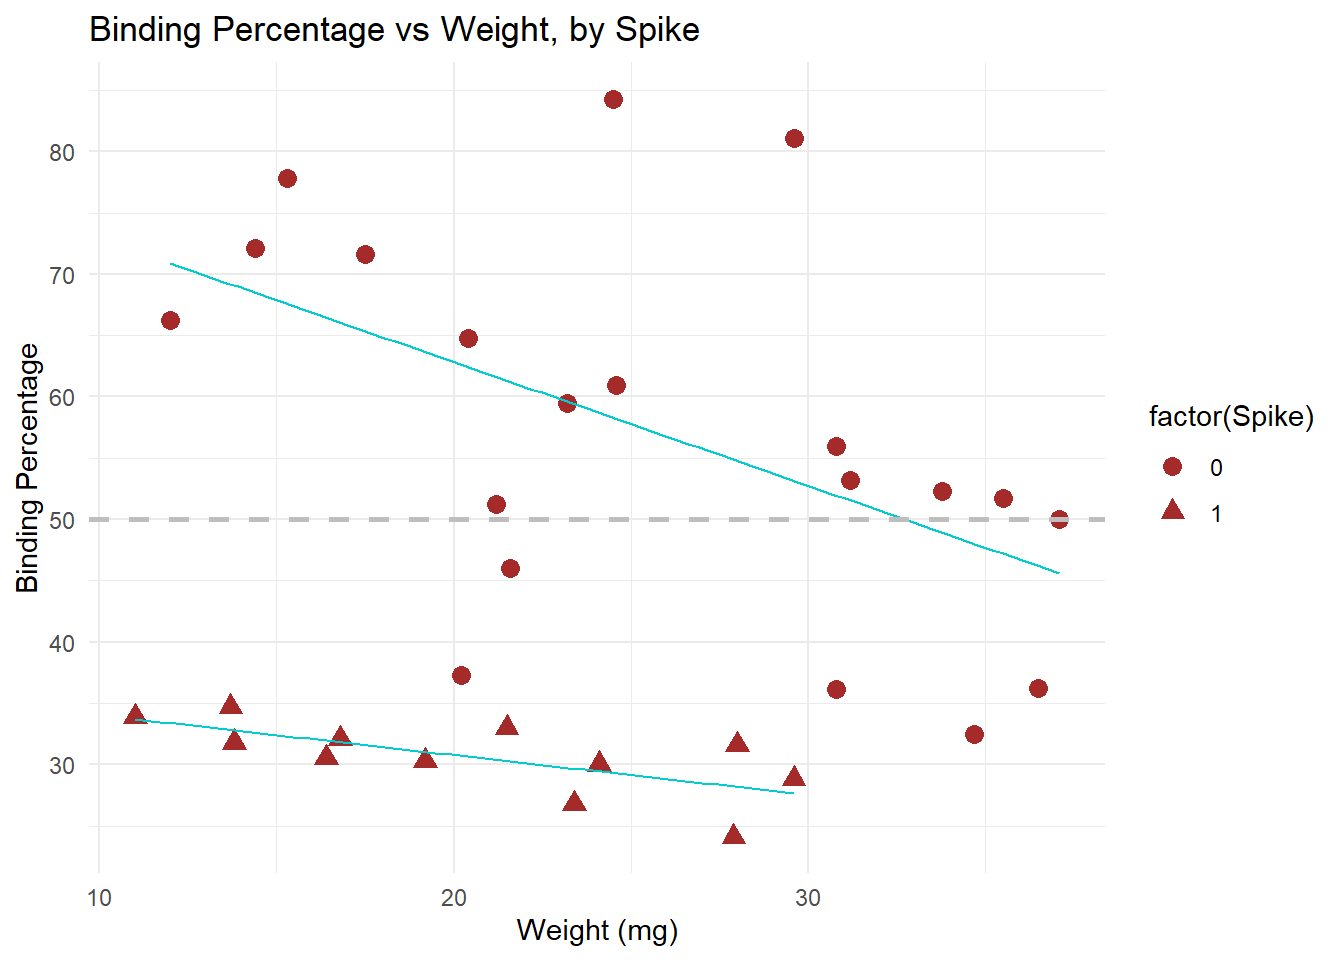 Binding Percentage vs Weight, by Spike
Binding Percentage
80
70
60
50
40
30
10
20
30
Weight (mg)
factor(Spike)
0
1